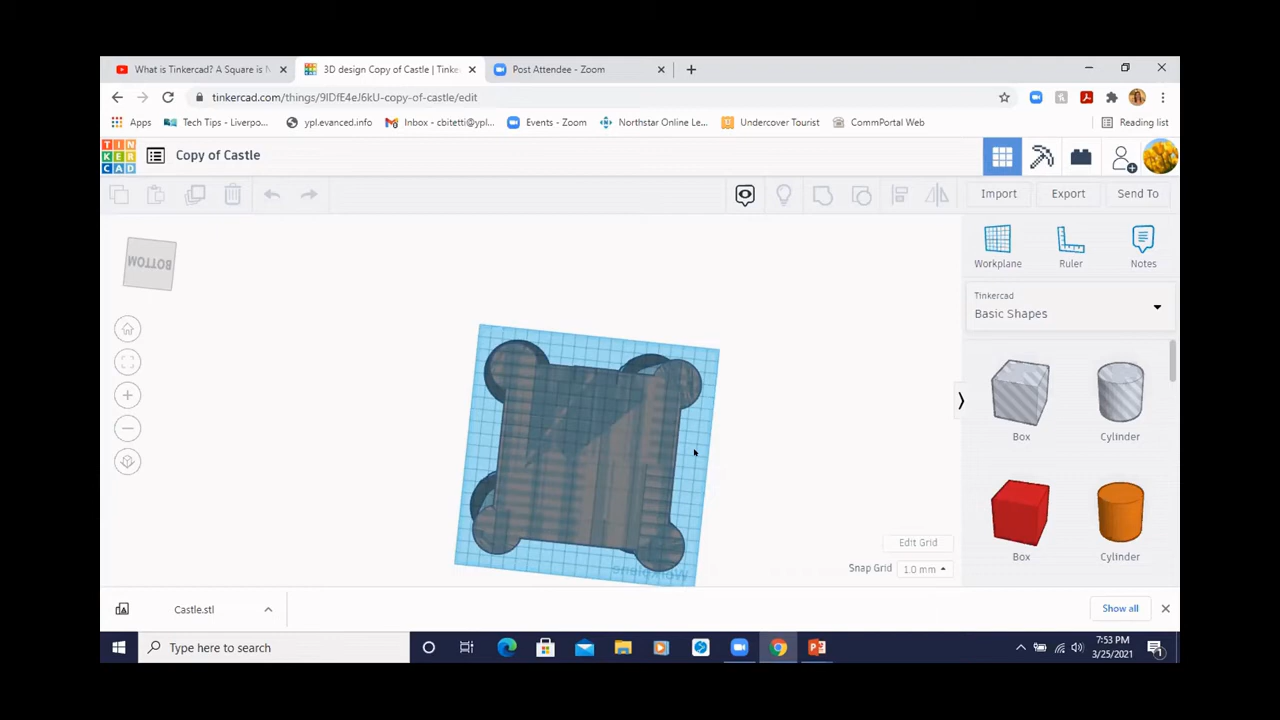 What is Tinkercad? A Square is N
3D design Copy of Castle | Tinke
Post Attendee - Zoom
tinkercad.com/things/9lDfE4eJ6kU-copy-of-castle/edit
Apps
Tech Tips - Liverpo...
ypl.evanced.info
Inbox - cbitetti@ypl...
Events - Zoom
Northstar Online Le...
Undercover Tourist
CommPortal Web
Reading list
TIN
KER
CAD
Copy of Castle
Import
Export
Send To
BOTTOM
Workplane
Ruler
Notes
Tinkercad
Basic Shapes
Box
Cylinder
Box
Cylinder
Workplane
Edit Grid
Snap Grid
1.0 mm
Castle.stl
Show all
Type here to search
7:53 PM
3/25/2021
1